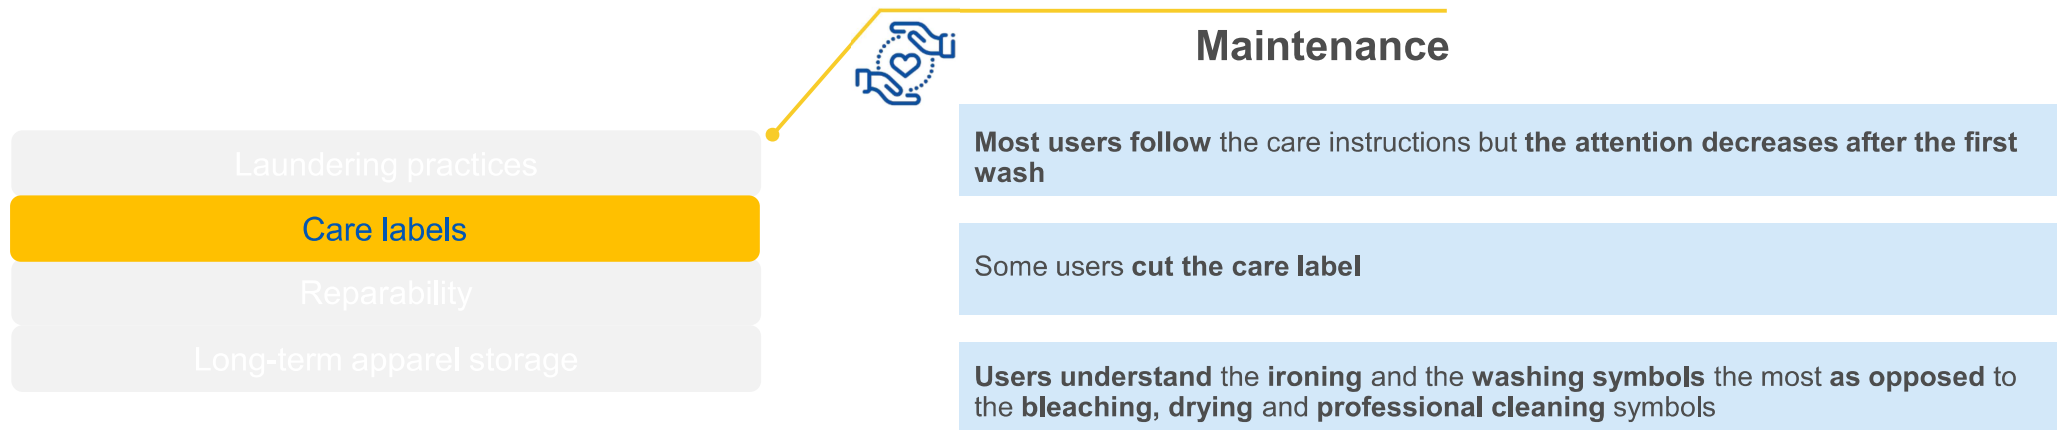 Maintenance
Laundering practices
Care labels
Reparability
Long-term apparel storage
Most users follow the care instructions but the attention decreases after the first
wash
Some users cut the care label
Users understand the ironing and the washing symbols the most as opposed to
the bleaching, drying and professional cleaning symbols